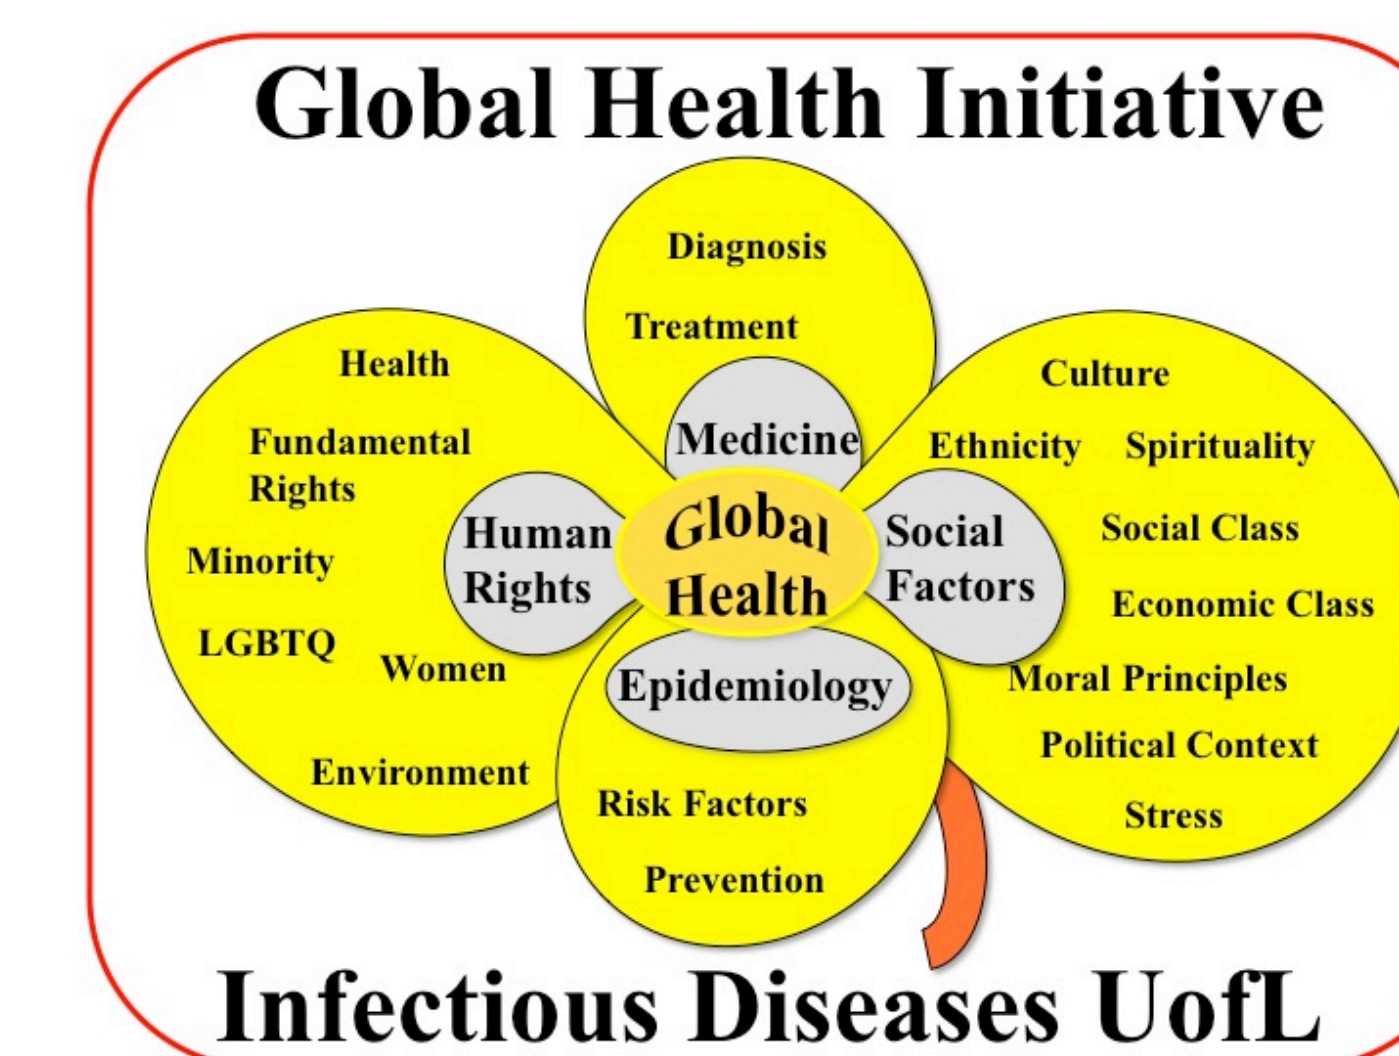 Global Health Initiative
Diagnosis
Treatment
Medicine
Health
Fundamental
Rights
Minority
LGBTQ
Women
Environment
Human
Rights
Global
Health
Social
Factors
Culture
Ethnicity Spirituality
Social Class
Economic Class
Moral Principles
Political Context
Stress
Epidemiology
Risk Factors
Prevention
Infectious Diseases UofL